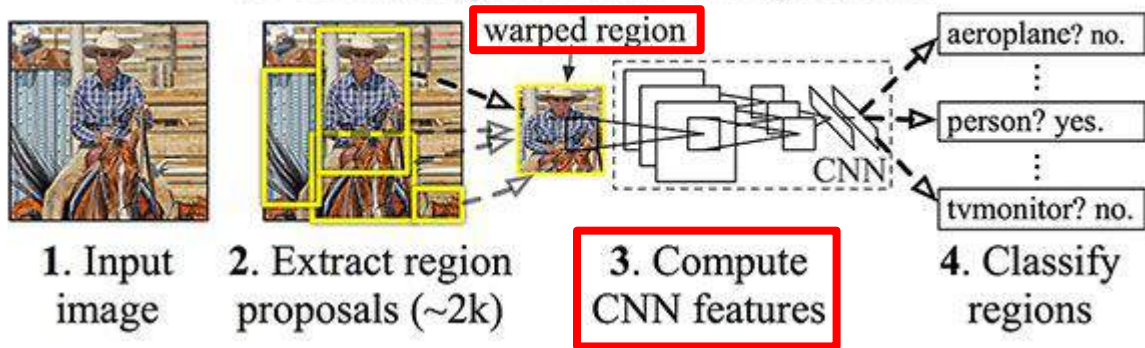 warped region
aeroplane? no.
person? yes.
CNN
tvmonitor? no.
1. Input
image
2. Extract region
proposals (~2k)
3. Compute
CNN features
4. Classify
regions